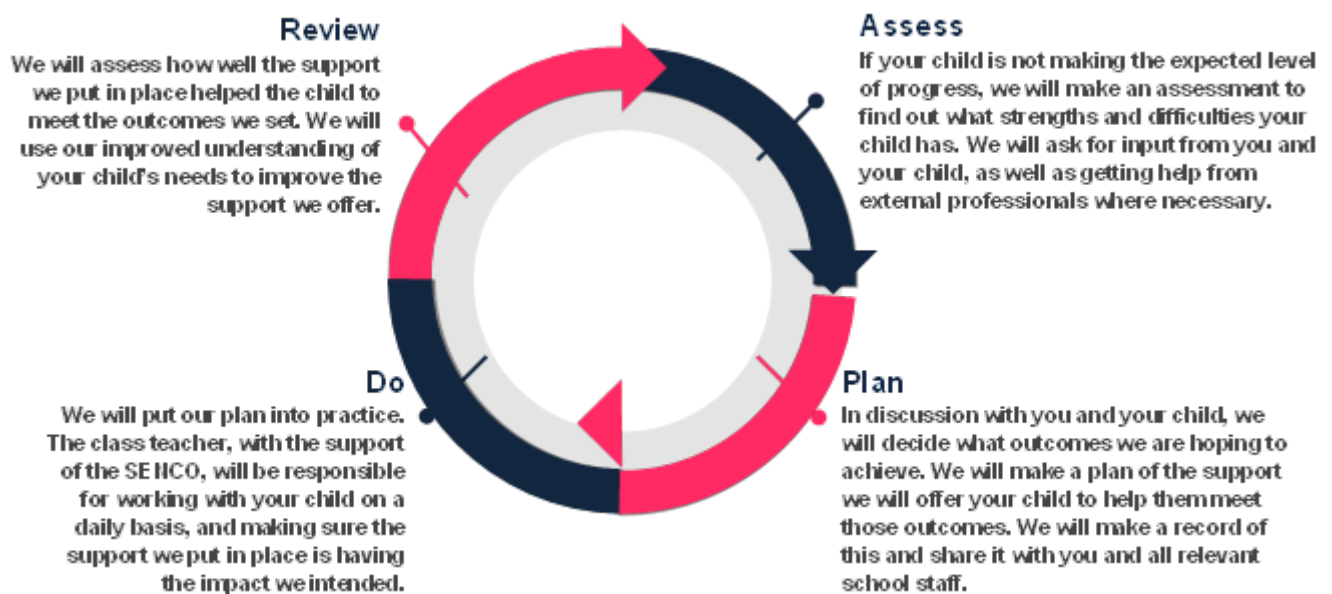 Review
We will assess how well the support
we put in place helped the child to
meet the outcomes we set. We will
use our improved understanding of
your child's needs to improve the
support we offer.
Assess
If your child is not making the expected level
of progress, we will make an assessment to
find out what strengths and difficulties your
child has. We will ask for input from you and
your child, as well as getting help from
external professionals where necessary.
Do
We will put our plan into practice.
The class teacher, with the support
of the SENCO, will be responsible
for working with your child on a
daily basis, and making sure the
support we put in place is having
the impact we intended.
Plan
In discussion with you and your child, we
will decide what outcomes we are hoping to
achieve. We will make a plan of the support
we will offer your child to help them meet
those outcomes. We will make a record of
this and share it with you and all relevant
school staff.